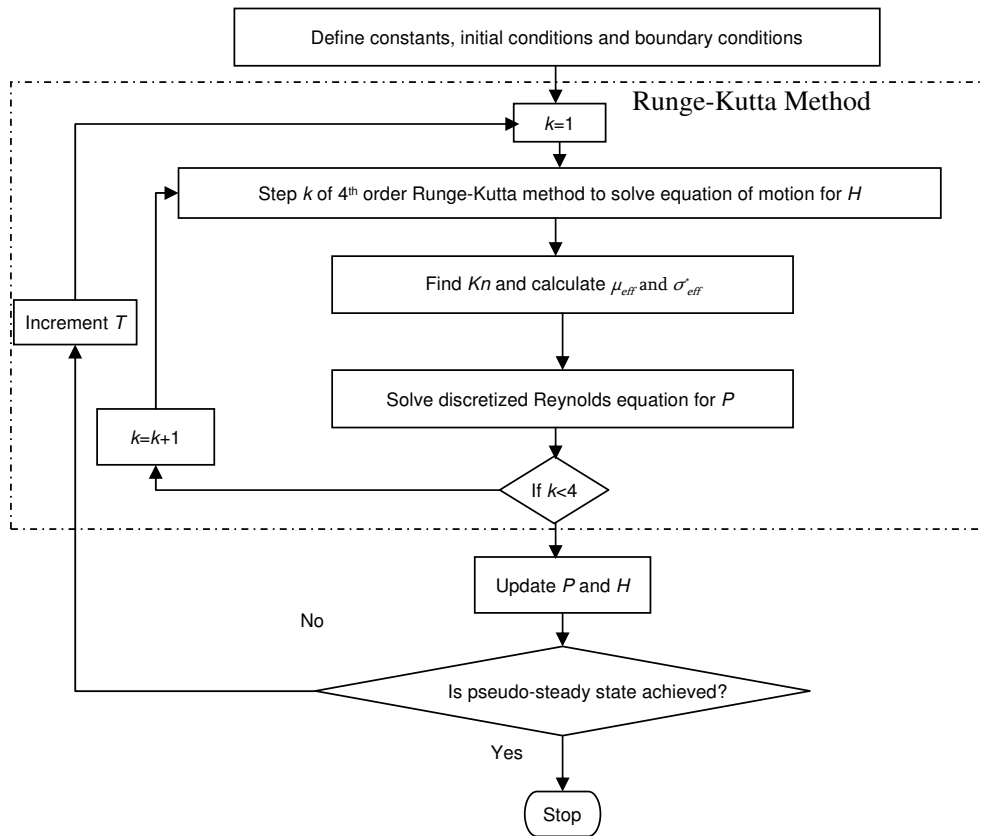 Define constants, initial conditions and boundary conditions
Runge-Kutta Method
k=1
Step k of 4th order Runge-Kutta method to solve equation of motion for H
Find Kn and calculate μeff and σ*eff
Increment T
Solve discretized Reynolds equation for P
k=k+1
If k<4
Update P and H
No
Is pseudo-steady state achieved?
Yes
Stop